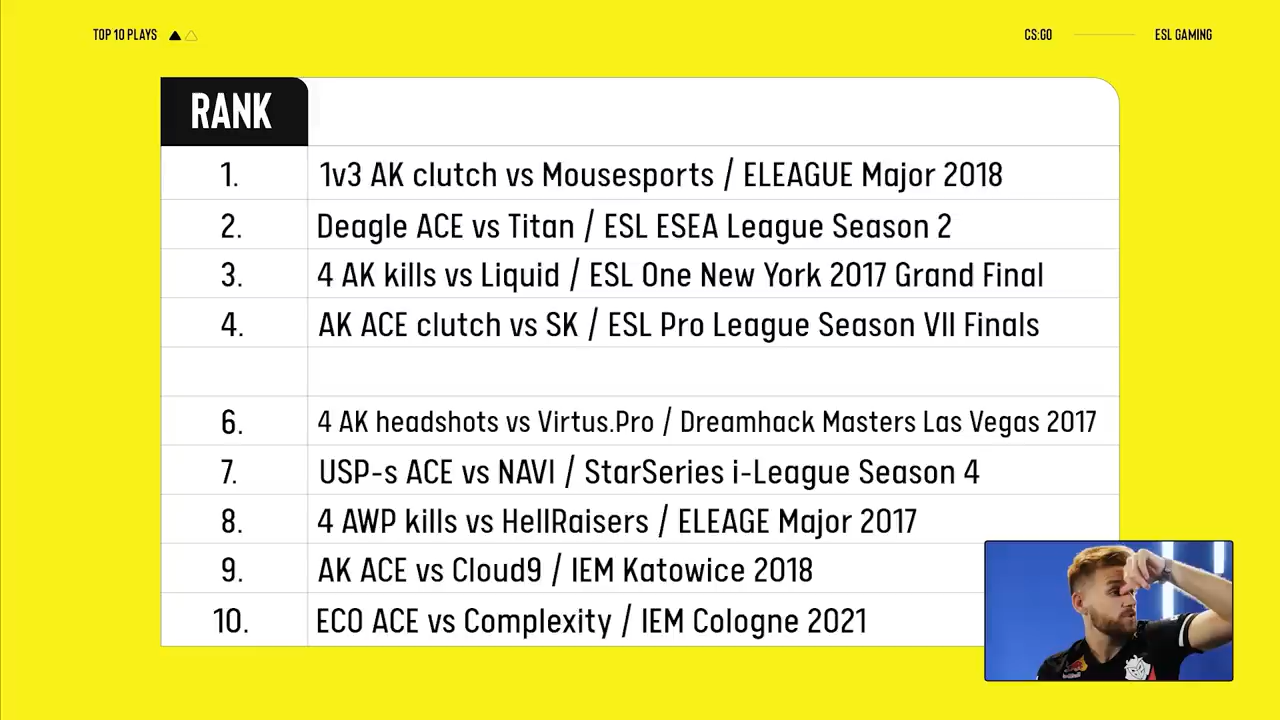 TOP 10 PLAYS
CS:GO
ESL GAMING
RANK
1. 1v3 AK clutch vs Mousesports / ELEAGUE Major 2018
2. Deagle ACE vs Titan / ESL ESEA League Season 2
3. 4 AK kills vs Liquid / ESL One New York 2017 Grand Final
4. AK ACE clutch vs SK / ESL Pro League Season VII Finals
6. 4 AK headshots vs Virtus.Pro / Dreamhack Masters Las Vegas 2017
7. USP-s ACE vs NAVI / StarSeries i-League Season 4
8. 4 AWP kills vs HellRaisers / ELEAGE Major 2017
9. AK ACE vs Cloud9 / IEM Katowice 2018
10. ECO ACE vs Complexity / IEM Cologne 2021